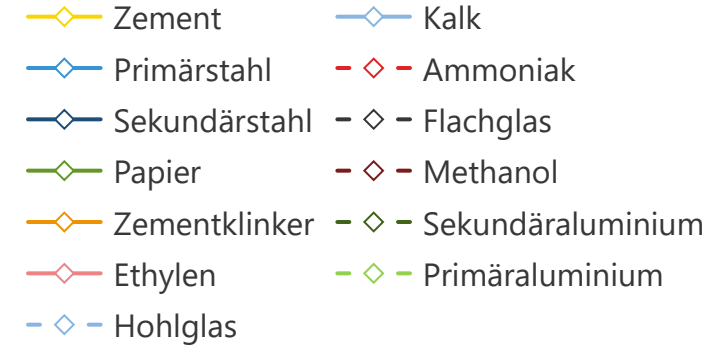 Zement
Kalk
Primärstahl
Ammoniak
Sekundärstahl
Flachglas
Papier
Methanol
Zementklinker
Sekundäraluminium
Ethylen
Primäraluminium
Hohlglas